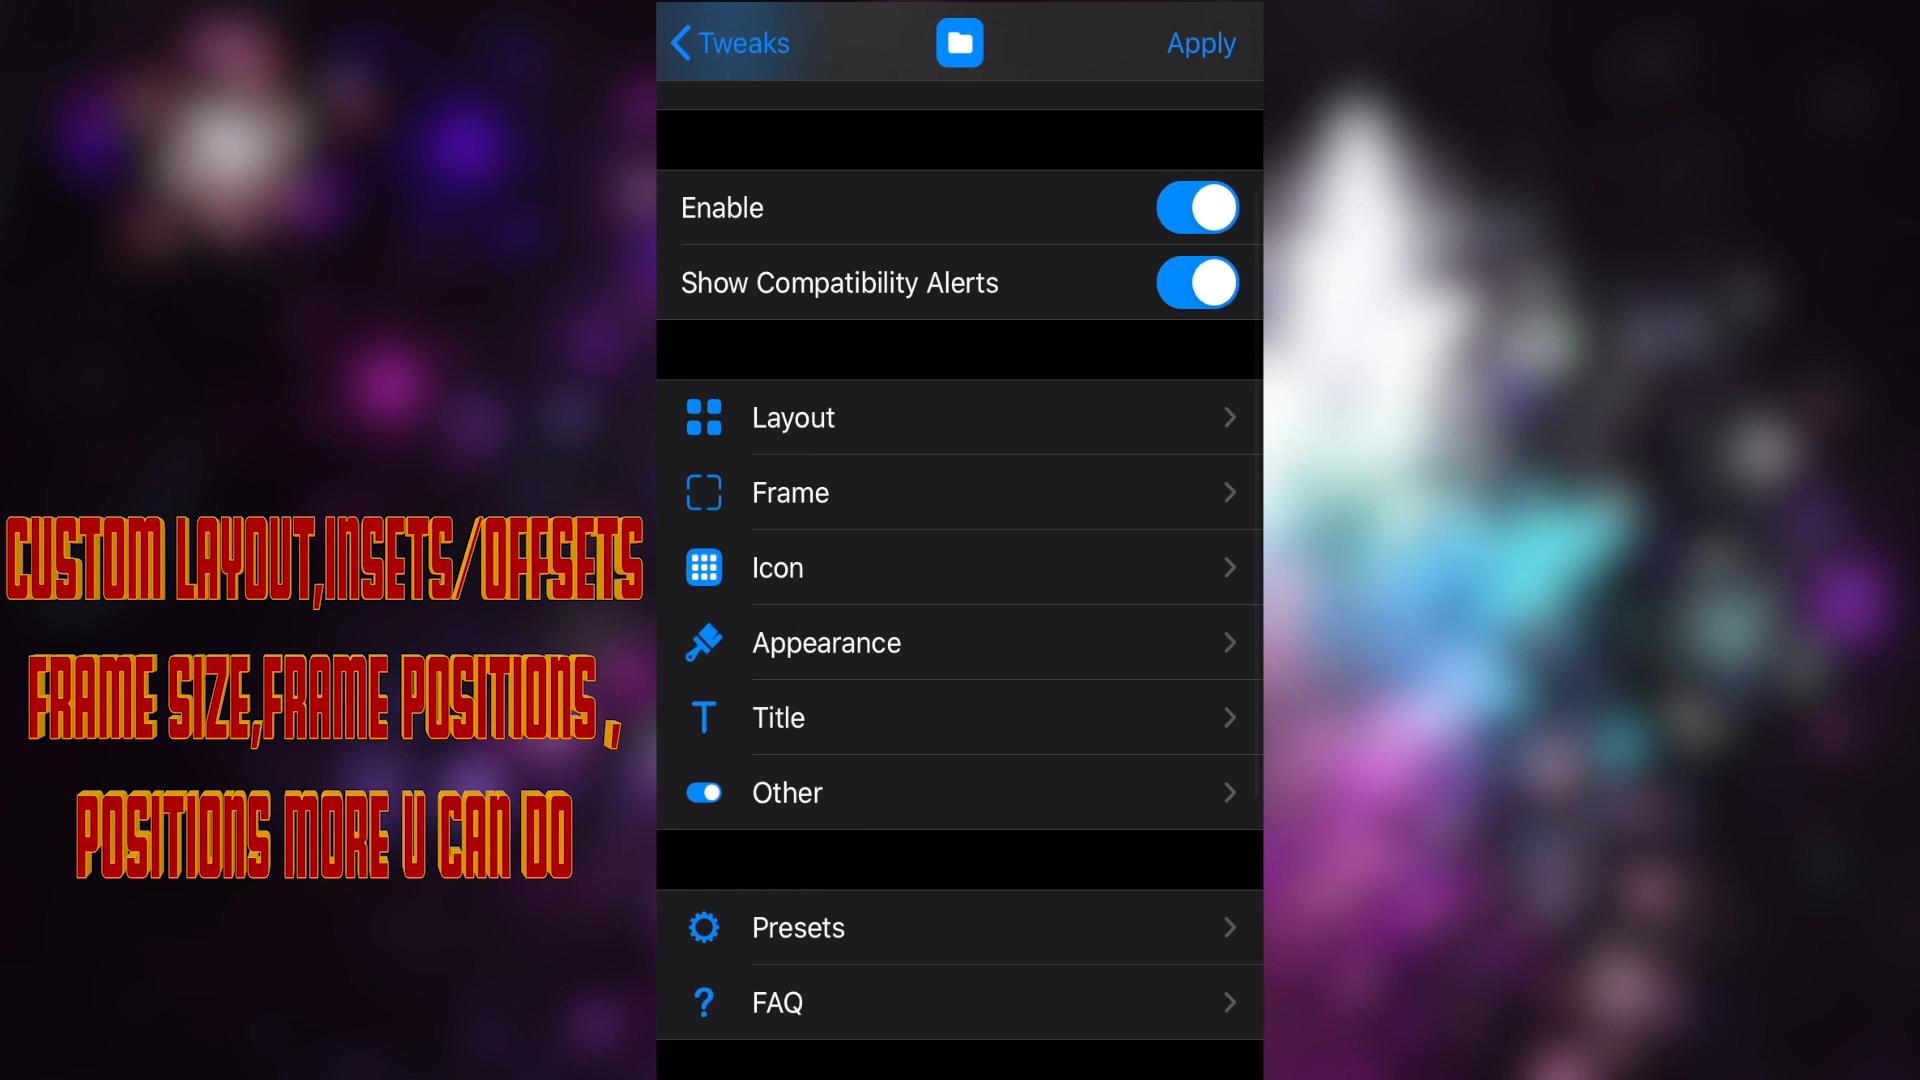 Tweaks
Apply
Enable
Show Compatibility Alerts
Layout
Frame
Icon
Appearance
Title
Other
Presets
FAQ
CUSTOM LAYOUT,INSETS/OFFSETS
FRAME SIZE,FRAME POSITIONS,
POSITIONS MORE U CAN DO